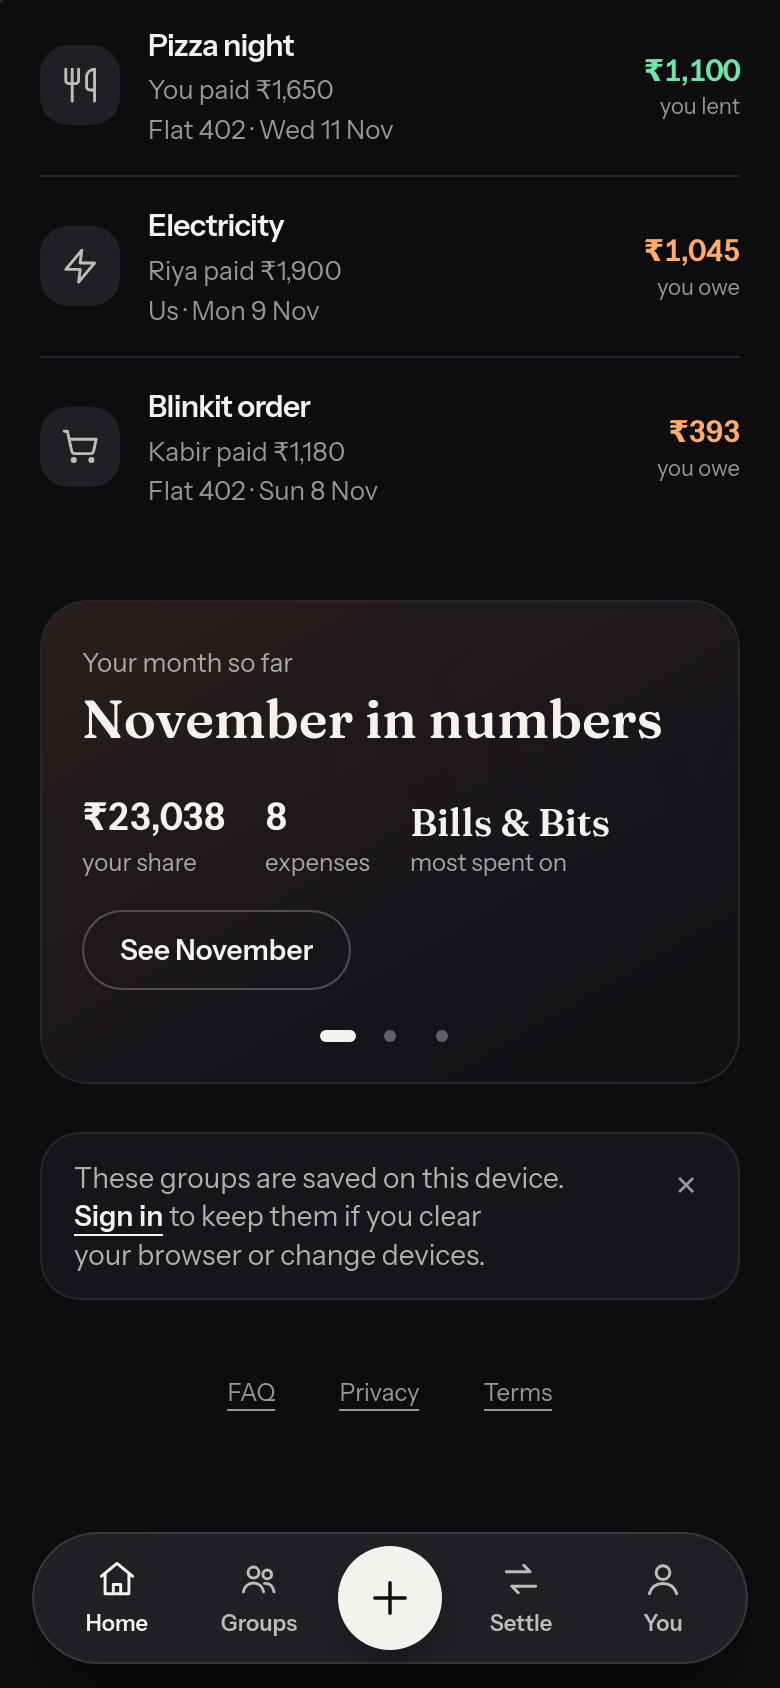 Pizza night
You paid ₹1,650
Flat 402 · Wed 11 Nov
₹1,100
you lent
Electricity
Riya paid ₹1,900
Us · Mon 9 Nov
₹1,045
you owe
Blinkit order
Kabir paid ₹1,180
Flat 402 · Sun 8 Nov
₹393
you owe
Your month so far
November in numbers
₹23,038
your share
8
expenses
Bills & Bits
most spent on
See November
These groups are saved on this device.
Sign in to keep them if you clear
your browser or change devices.
FAQ
Privacy
Terms
Home
Groups
Settle
You